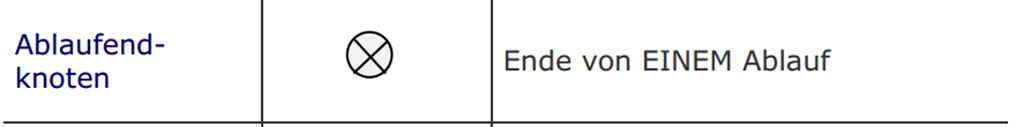 Ablaufend-
knoten
Ende von EINEM Ablauf